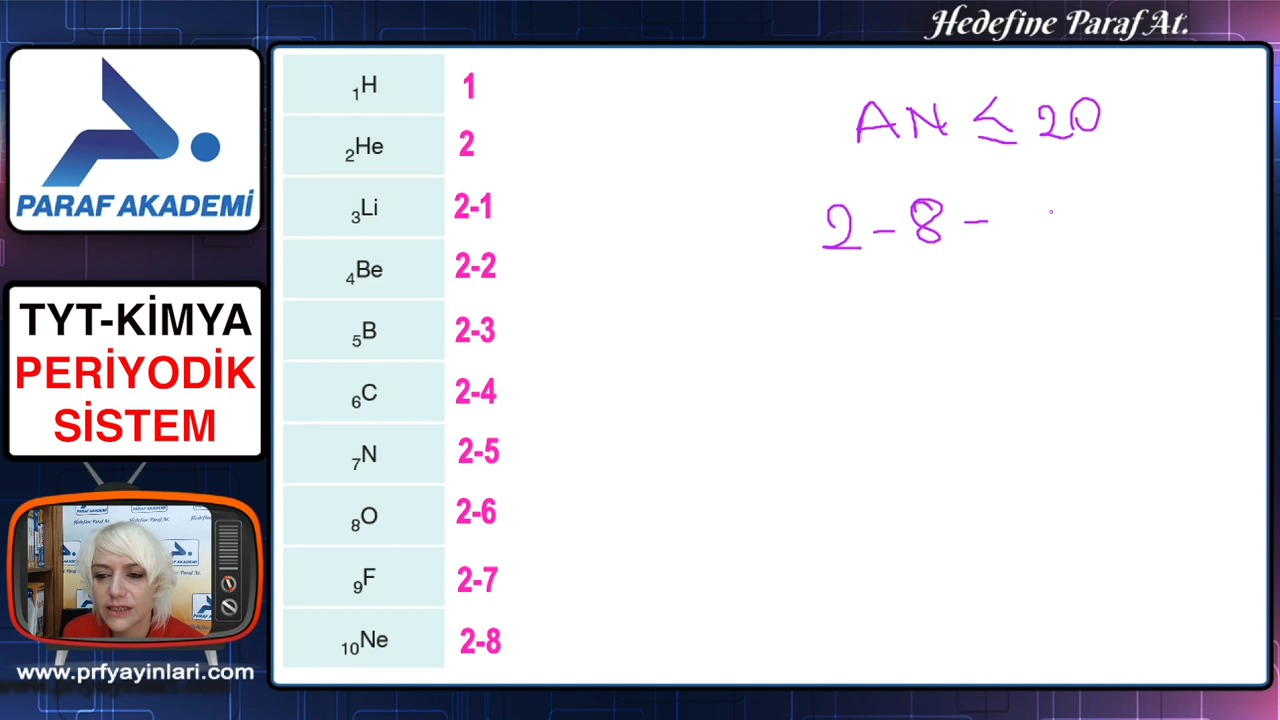 Hedefine Paraf At.
PARAF AKADEMİ
TYT-KİMYA
PERİYODİK
SİSTEM
www.prfyayinlari.com
₁H 1
₂He 2
₃Li 2-1
₄Be 2-2
₅B 2-3
₆C 2-4
₇N 2-5
₈O 2-6
₉F 2-7
₁₀Ne 2-8
AN ≤ 20
2-8-